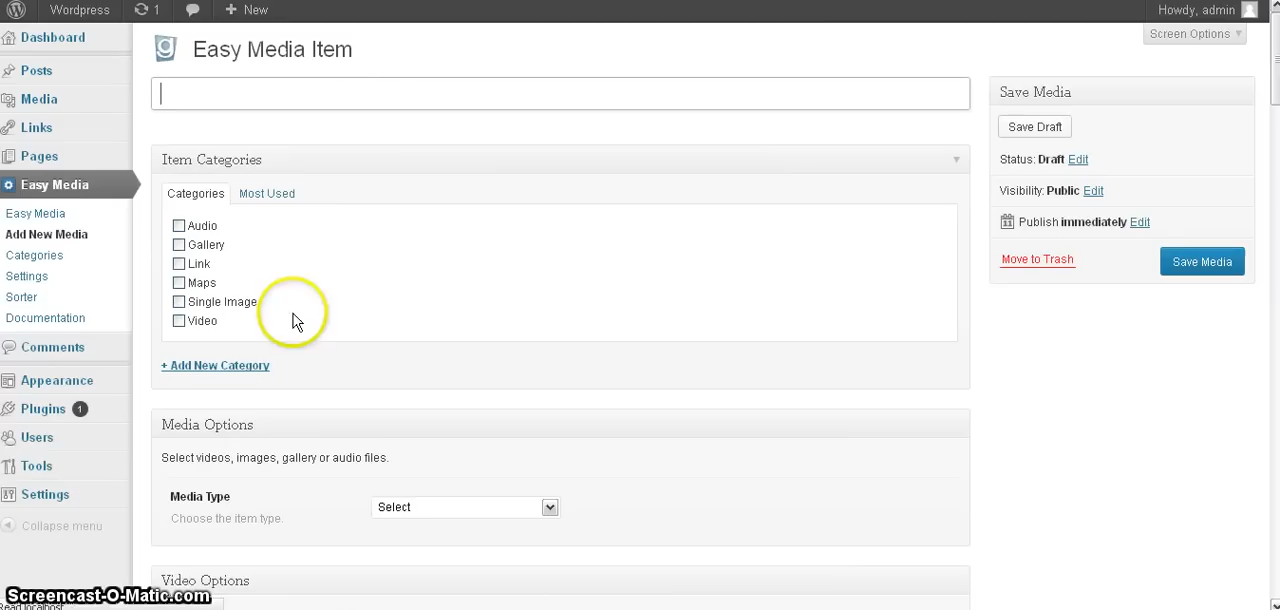 Wordpress 1 New Howdy, admin
Screen Options
Dashboard
Posts
Media
Links
Pages
Easy Media
Easy Media
Add New Media
Categories
Settings
Sorter
Documentation
Comments
Appearance
Plugins 1
Users
Tools
Settings
Collapse menu
Easy Media Item
Item Categories
Categories Most Used
Audio
Gallery
Link
Maps
Single Image
Video
+ Add New Category
Media Options
Select videos, images, gallery or audio files.
Media Type
Choose the item type.
Select
Video Options
Save Media
Save Draft
Status: Draft Edit
Visibility: Public Edit
Publish immediately Edit
Move to Trash Save Media
Screencast-O-Matic.com
Read localhost